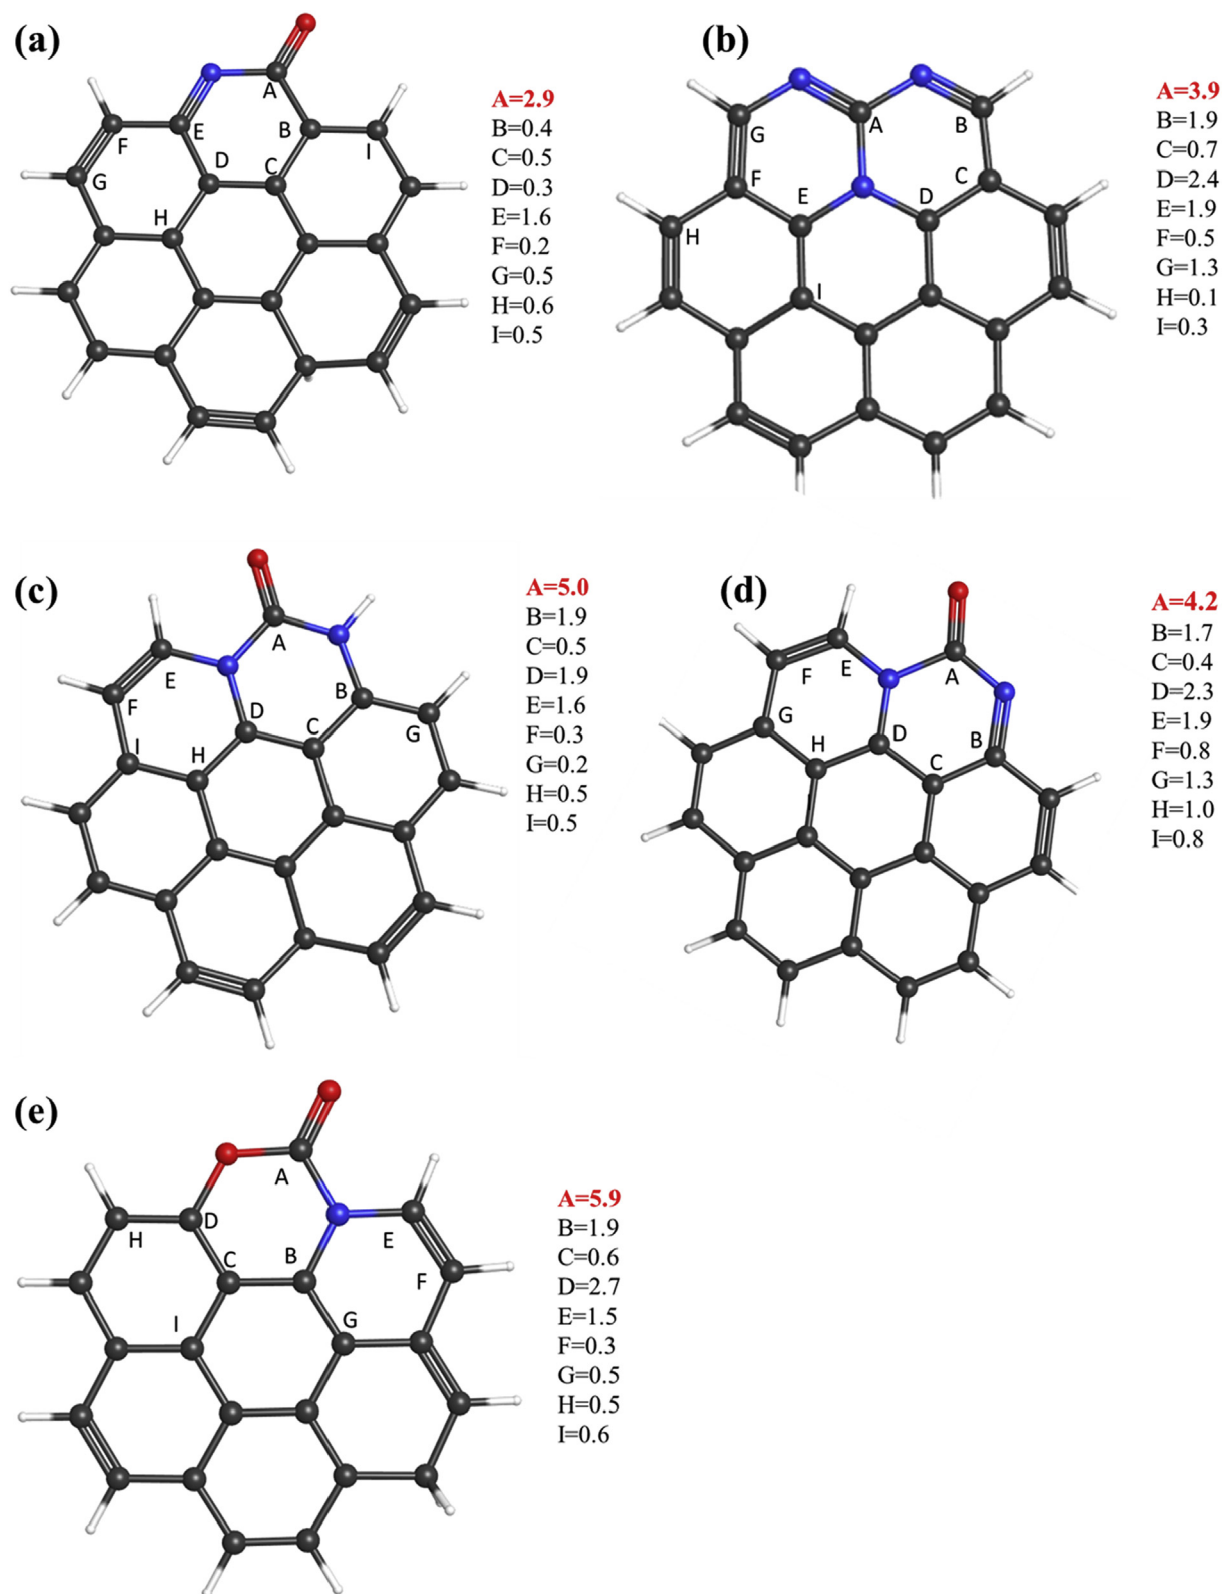 (a)
A
E
B
F
I
D
C
G
H
A=2.9
B=0.4
C=0.5
D=0.3
E=1.6
F=0.2
G=0.5
H=0.6
I=0.5
(b)
G
A
B
F
E
D
C
H
I
A=3.9
B=1.9
C=0.7
D=2.4
E=1.9
F=0.5
G=1.3
H=0.1
I=0.3
(c)
A
E
B
F
D
C
G
H
I
A=5.0
B=1.9
C=0.5
D=1.9
E=1.6
F=0.3
G=0.2
H=0.5
I=0.5
(d)
E
A
F
G
D
B
H
C
A=4.2
B=1.7
C=0.4
D=2.3
E=1.9
F=0.8
G=1.3
H=1.0
I=0.8
(e)
A
H
D
E
C
B
F
I
G
A=5.9
B=1.9
C=0.6
D=2.7
E=1.5
F=0.3
G=0.5
H=0.5
I=0.6